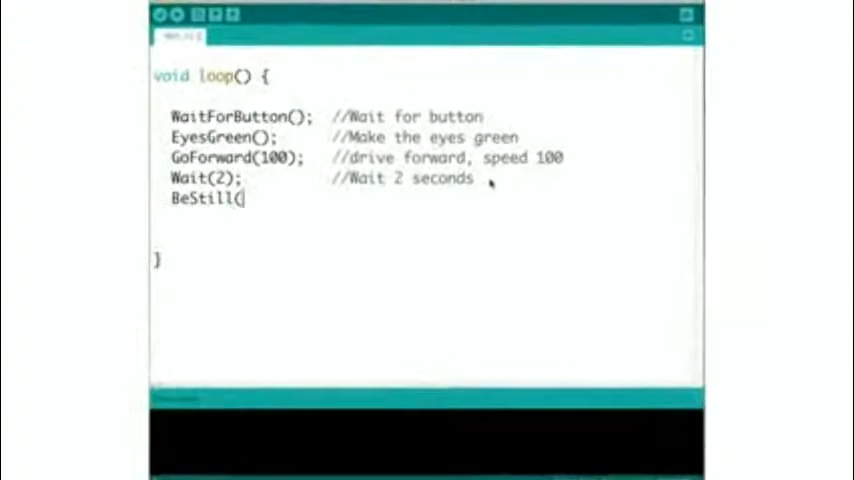 void loop() {
WaitForButton(); //Wait for button
EyesGreen(); //Make the eyes green
GoForward(100); //drive forward, speed 100
Wait(2); //Wait 2 seconds
BeStill(
}